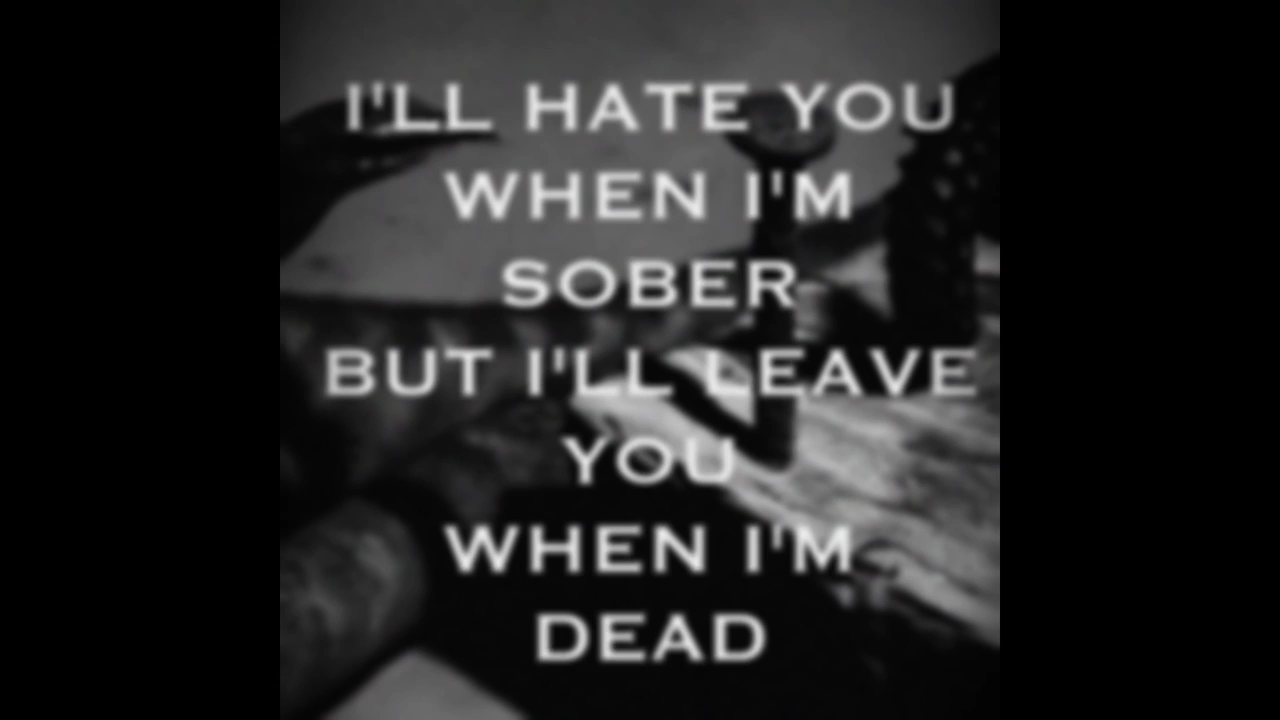 I'LL HATE YOU
WHEN I'M
SOBER
BUT I'LL LEAVE
YOU
WHEN I'M
DEAD